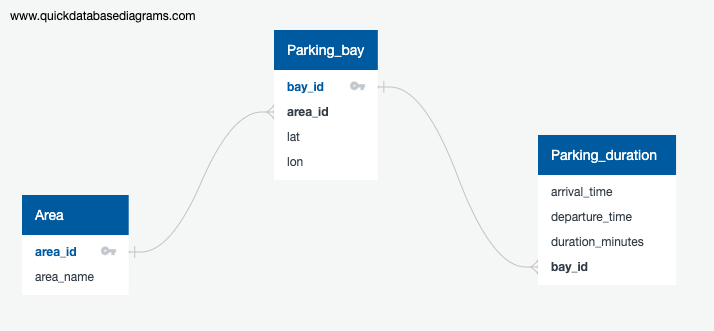 www.quickdatabasediagrams.com
Parking_bay
bay_id
area_id
lat
lon
Parking_duration
arrival_time
departure_time
duration_minutes
bay_id
Area
area_id
area_name